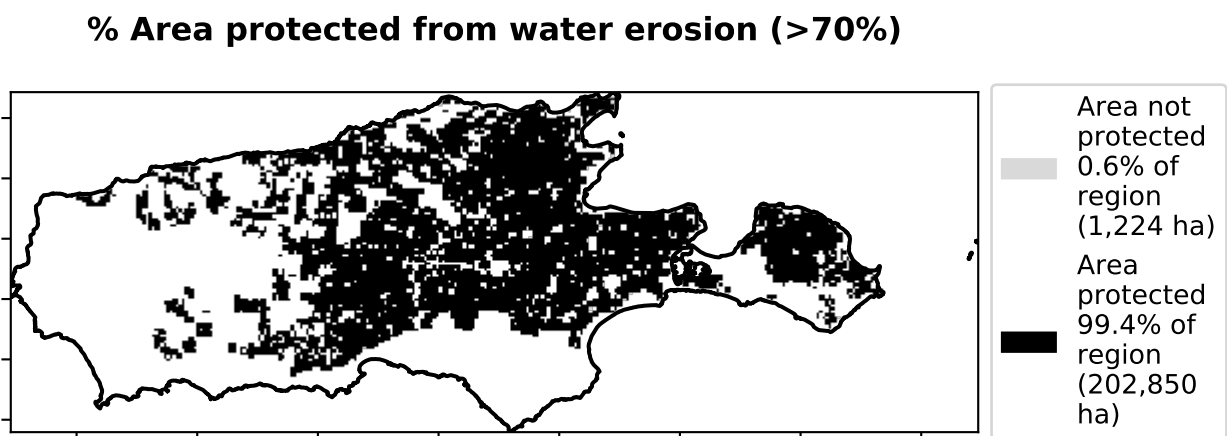 % Area protected from water erosion (>70%)
Area not
protected
0.6% of
region
(1,224 ha)
Area
protected
99.4% of
region
(202,850
ha)